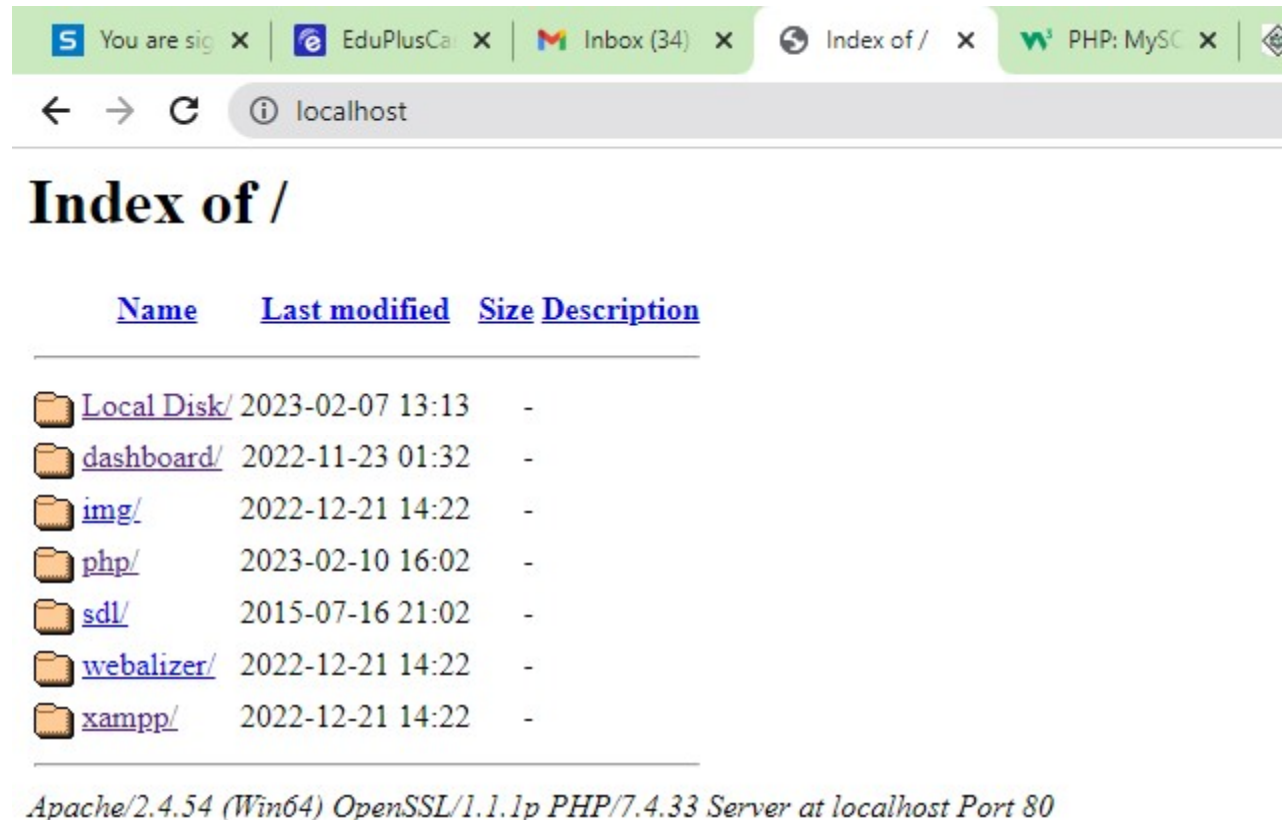 You are sig EduPlusCa Inbox (34) Index of / PHP: MySC
localhost
Index of /
Name Last modified Size Description
Local Disk/ 2023-02-07 13:13 -
dashboard/ 2022-11-23 01:32 -
img/ 2022-12-21 14:22 -
php/ 2023-02-10 16:02 -
sdl/ 2015-07-16 21:02 -
webalizer/ 2022-12-21 14:22 -
xampp/ 2022-12-21 14:22 -
Apache/2.4.54 (Win64) OpenSSL/1.1.1p PHP/7.4.33 Server at localhost Port 80